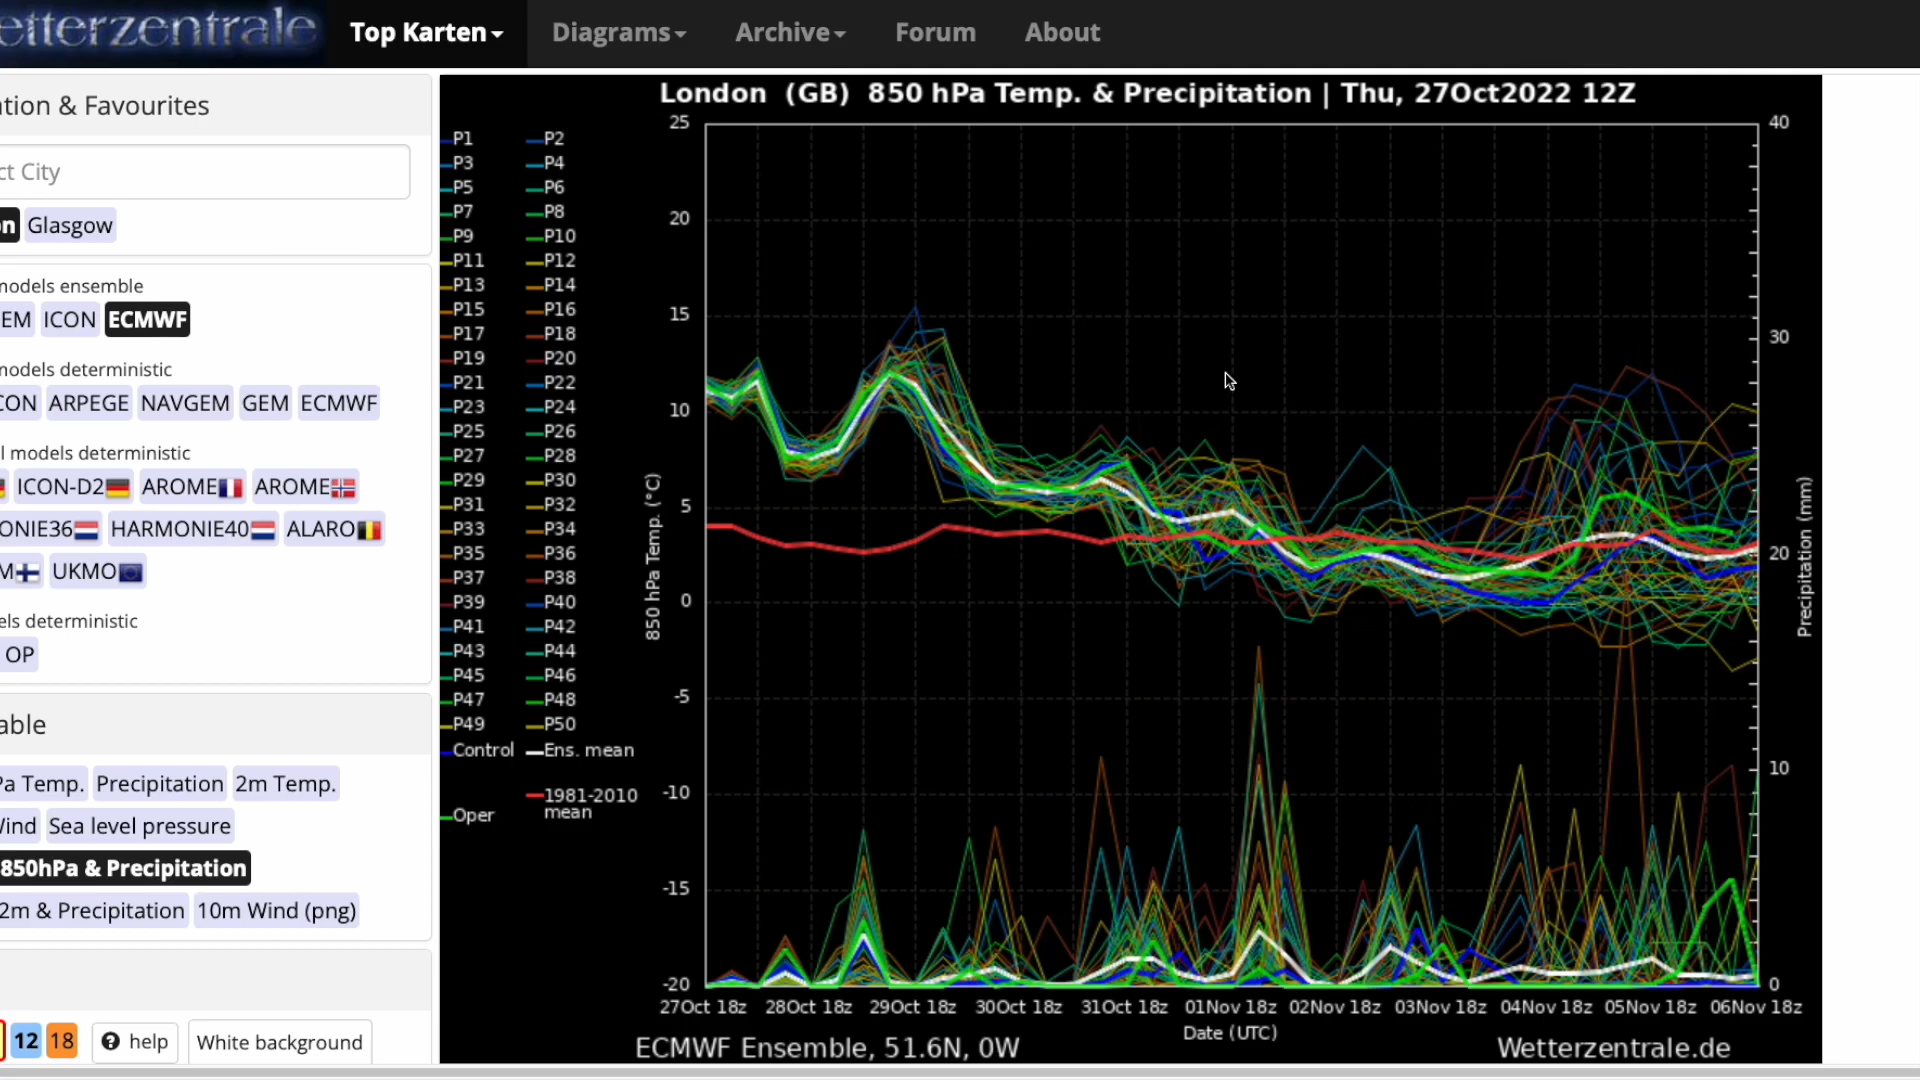 etterzentrale
Top Karten
Diagrams
Archive
Forum
About
ation & Favourites
ct City
on Glasgow
models ensemble
EM ICON ECMWF
models deterministic
CON ARPEGE NAVGEM GEM ECMWF
l models deterministic
ICON-D2 AROME AROME
ONIE36 HARMONIE40 ALARO
M UKMO
els deterministic
OP
able
Pa Temp. Precipitation 2m Temp.
Wind Sea level pressure
850hPa & Precipitation
2m & Precipitation 10m Wind (png)
12 18 help White background
London (GB) 850 hPa Temp. & Precipitation | Thu, 27Oct2022 12Z
P1 P2
P3 P4
P5 P6
P7 P8
P9 P10
P11 P12
P13 P14
P15 P16
P17 P18
P19 P20
P21 P22
P23 P24
P25 P26
P27 P28
P29 P30
P31 P32
P33 P34
P35 P36
P37 P38
P39 P40
P41 P42
P43 P44
P45 P46
P47 P48
P49 P50
Control Ens. mean
1981-2010
mean
Oper
850 hPa Temp. (°C)
25
20
15
10
5
0
-5
-10
-15
-20
40
30
20
10
0
Precipitation (mm)
27Oct 18z 28Oct 18z 29Oct 18z 30Oct 18z 31Oct 18z 01Nov 18z 02Nov 18z 03Nov 18z 04Nov 18z 05Nov 18z 06Nov 18z
Date (UTC)
ECMWF Ensemble, 51.6N, 0W
Wetterzentrale.de